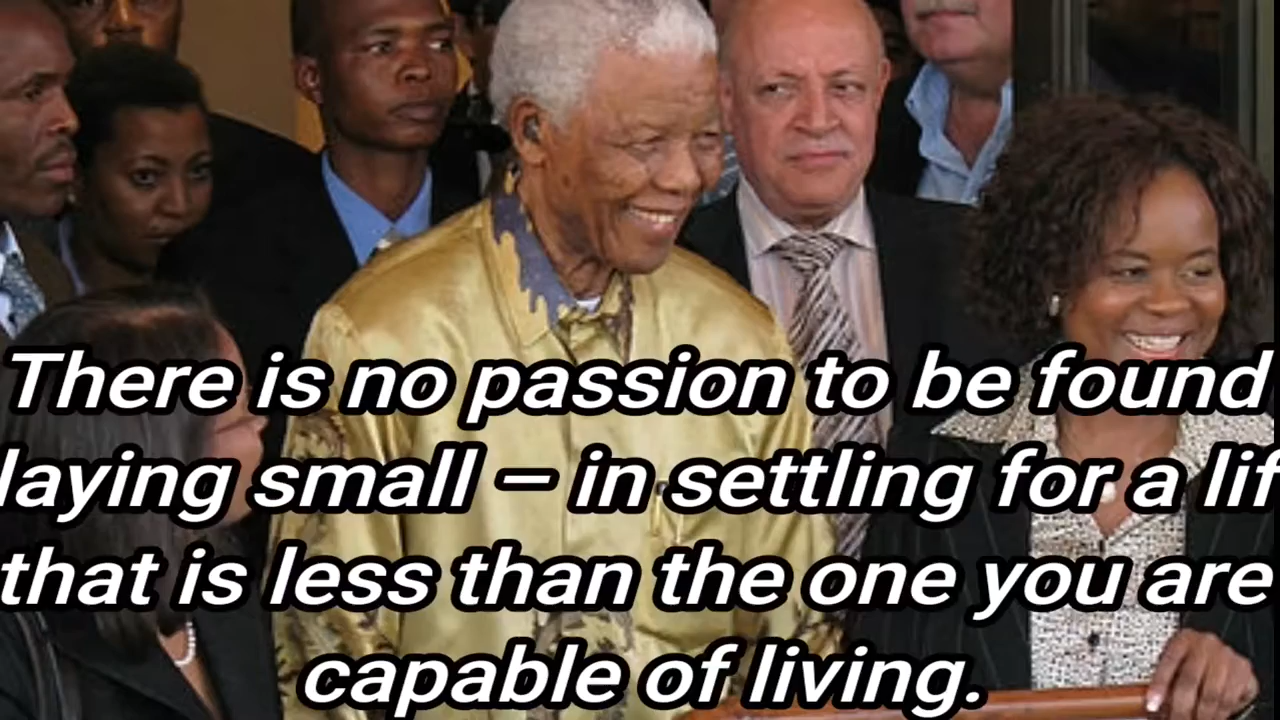 There is no passion to be found
laying small – in settling for a lif
that is less than the one you are
capable of living.